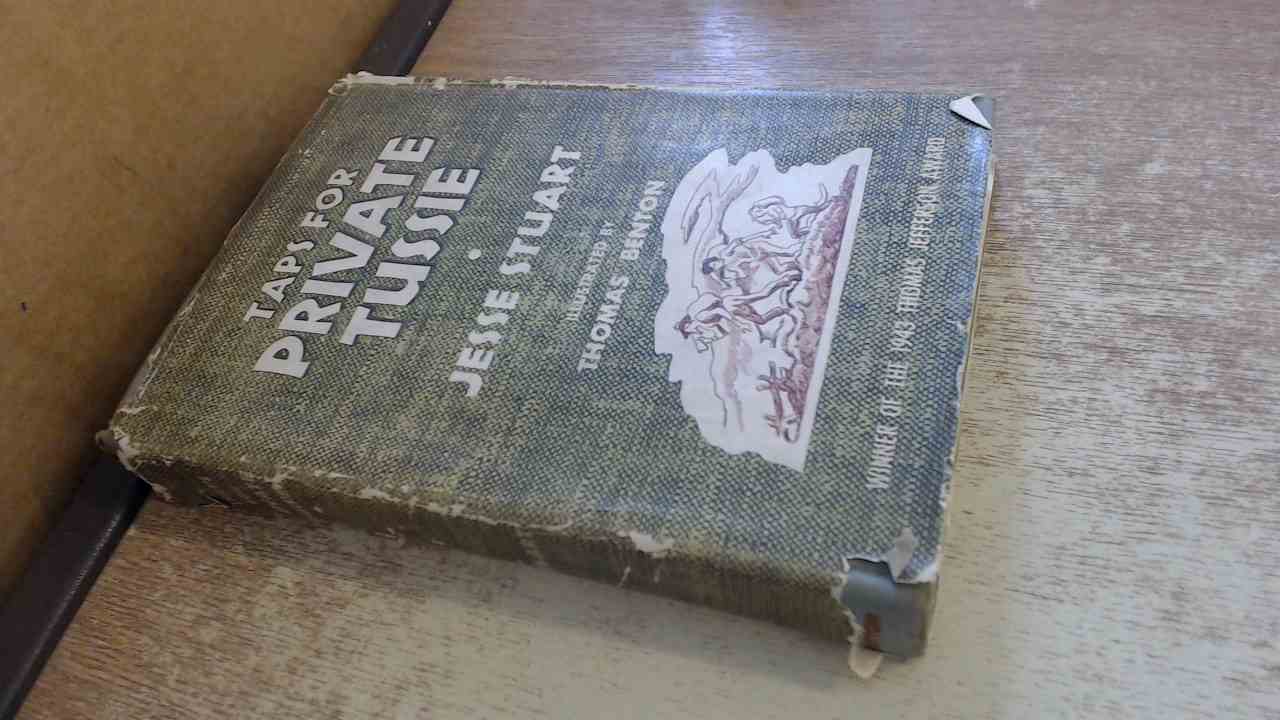 TAPS FOR
PRIVATE
TUSSIE
JESSE STUART
ILLUSTRATED BY
THOMAS BENTON
WINNER OF THE 1943 THOMAS JEFFERSON AWARD